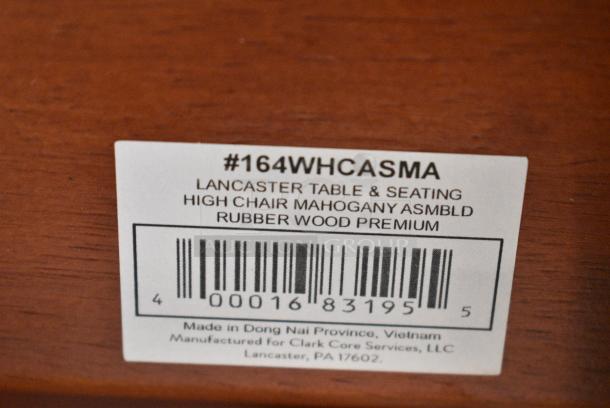 #164WHCASMA
LANCASTER TABLE & SEATING
HIGH CHAIR MAHOGANY ASMBLD
RUBBER WOOD PREMIUM
4 00016 83195 5
Made in Dong Nai Province, Vietnam
Manufactured for Clark Core Services, LLC
Lancaster, PA 17602.